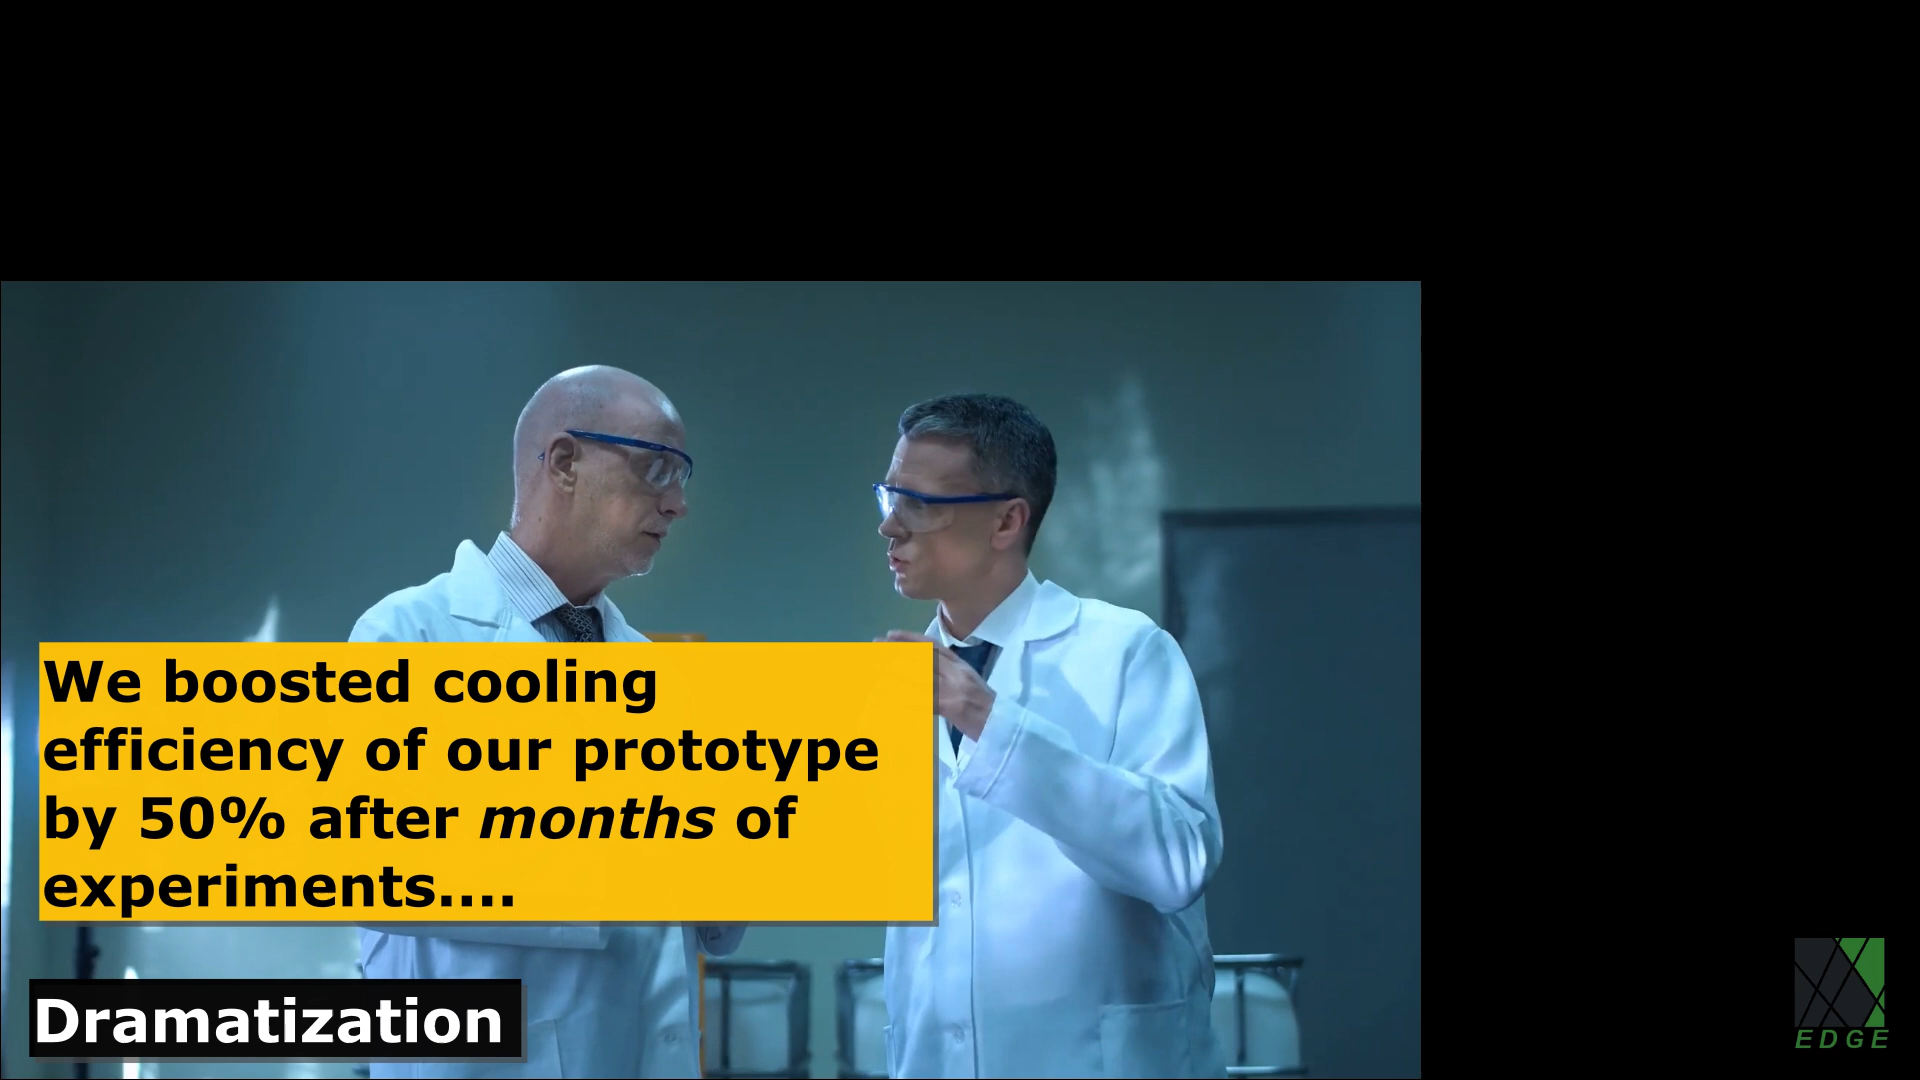 We boosted cooling
efficiency of our prototype
by 50% after months of
experiments....
Dramatization
EDGE